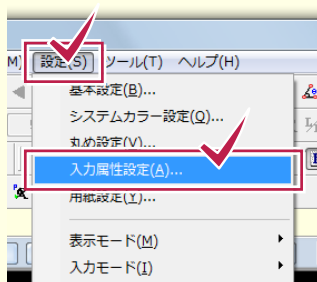 M) 設定(S) ツール(T) ヘルプ(H)
基本設定(B)...
システムカラー設定(Q)...
丸め設定(V)...
入力属性設定(A)...
用紙設定(Y)...
表示モード(M)
入力モード(I)